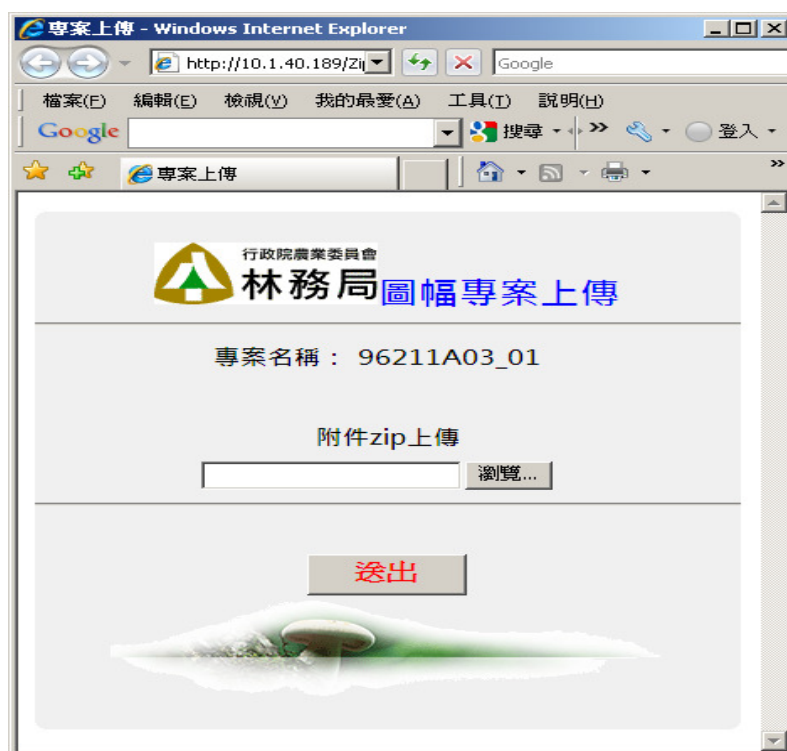 專案上傳 - Windows Internet Explorer
http://10.1.40.189/Zi
Google
檔案(F) 編輯(E) 檢視(V) 我的最愛(A) 工具(T) 說明(H)
Google 搜尋 » 登入
專案上傳 »
行政院農業委員會
林務局圖幅專案上傳
專案名稱： 96211A03_01
附件zip上傳
瀏覽...
送出